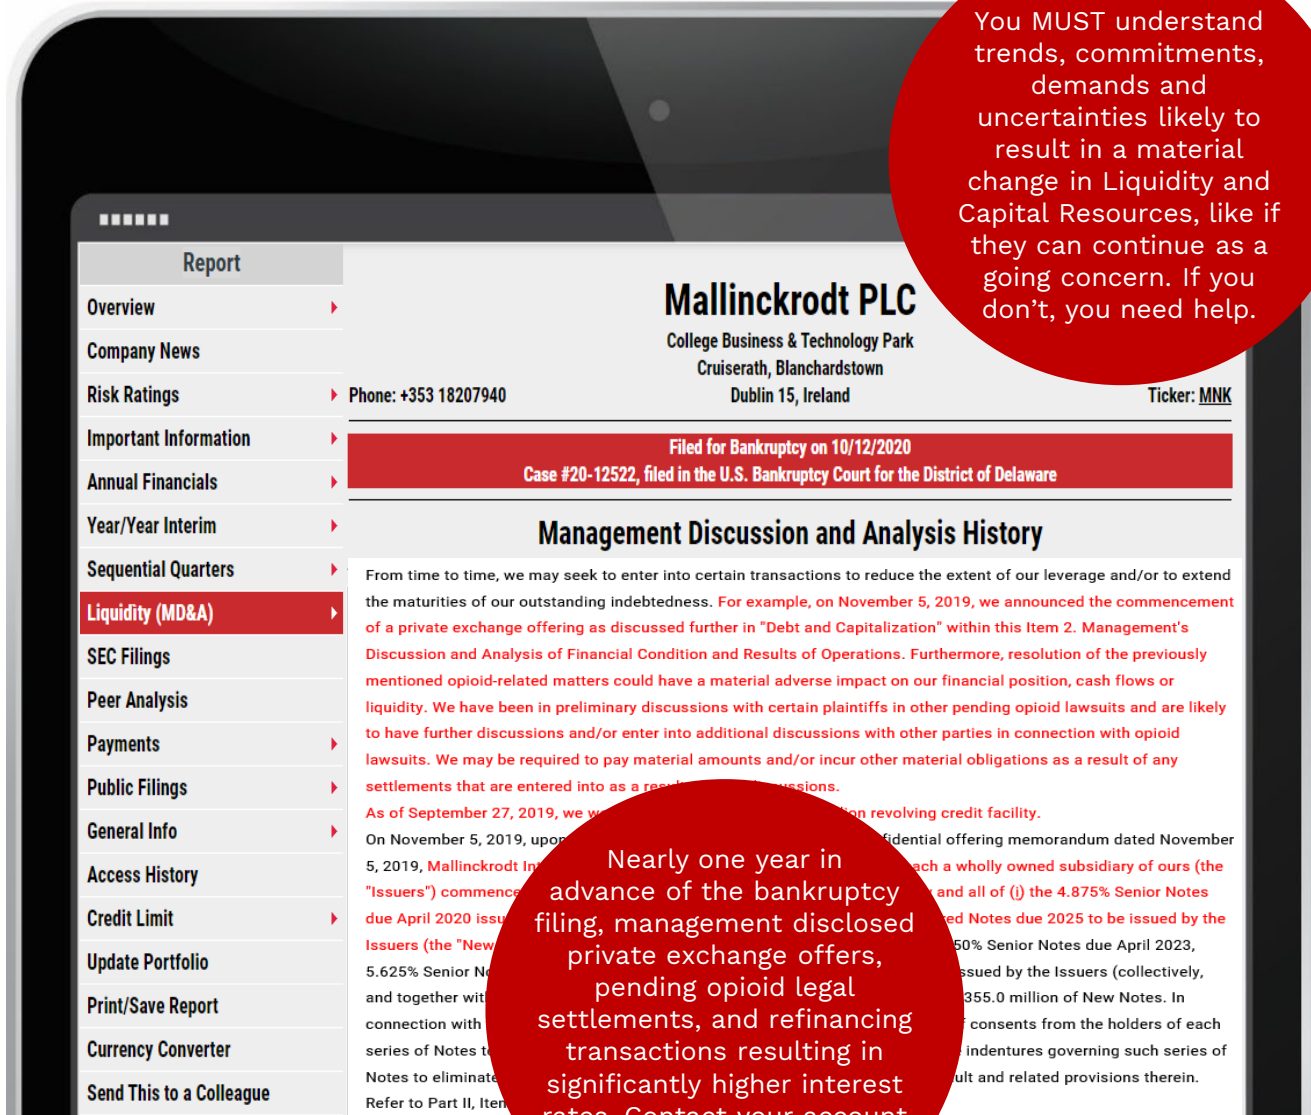 You MUST understand
trends, commitments,
demands and
uncertainties likely to
result in a material
change in Liquidity and
Capital Resources, like if
they can continue as a
going concern. If you
don't, you need help.
Report
Overview
Company News
Risk Ratings
Important Information
Annual Financials
Year/Year Interim
Sequential Quarters
Liquidity (MD&A)
SEC Filings
Peer Analysis
Payments
Public Filings
General Info
Access History
Credit Limit
Update Portfolio
Print/Save Report
Currency Converter
Send This to a Colleague
Mallinckrodt PLC
College Business & Technology Park
Cruiserath, Blanchardstown
Phone: +353 18207940 Dublin 15, Ireland Ticker: MNK
Filed for Bankruptcy on 10/12/2020
Case #20-12522, filed in the U.S. Bankruptcy Court for the District of Delaware
Management Discussion and Analysis History
From time to time, we may seek to enter into certain transactions to reduce the extent of our leverage and/or to extend
the maturities of our outstanding indebtedness. For example, on November 5, 2019, we announced the commencement
of a private exchange offering as discussed further in "Debt and Capitalization" within this Item 2. Management's
Discussion and Analysis of Financial Condition and Results of Operations. Furthermore, resolution of the previously
mentioned opioid-related matters could have a material adverse impact on our financial position, cash flows or
liquidity. We have been in preliminary discussions with certain plaintiffs in other pending opioid lawsuits and are likely
to have further discussions and/or enter into additional discussions with other parties in connection with opioid
lawsuits. We may be required to pay material amounts and/or incur other material obligations as a result of any
settlements that are entered into as a
As of September 27, 2019, we revolving credit facility.
On November 5, 2019, upon offering memorandum dated November
5, 2019, Mallinckrodt a wholly owned subsidiary of ours (the
"Issuers") and all of (i) the 4.875% Senior Notes
due April 2020 Notes due 2025 to be issued by the
Issuers (the "New Senior Notes due April 2023,
5.625% Senior by the Issuers (collectively,
and together million of New Notes. In
connection with consents from the holders of each
series of Notes indentures governing such series of
Notes to and related provisions therein.
Refer to Part II,
Nearly one year in
advance of the bankruptcy
filing, management disclosed
private exchange offers,
pending opioid legal
settlements, and refinancing
transactions resulting in
significantly higher interest
rates. Contact your account